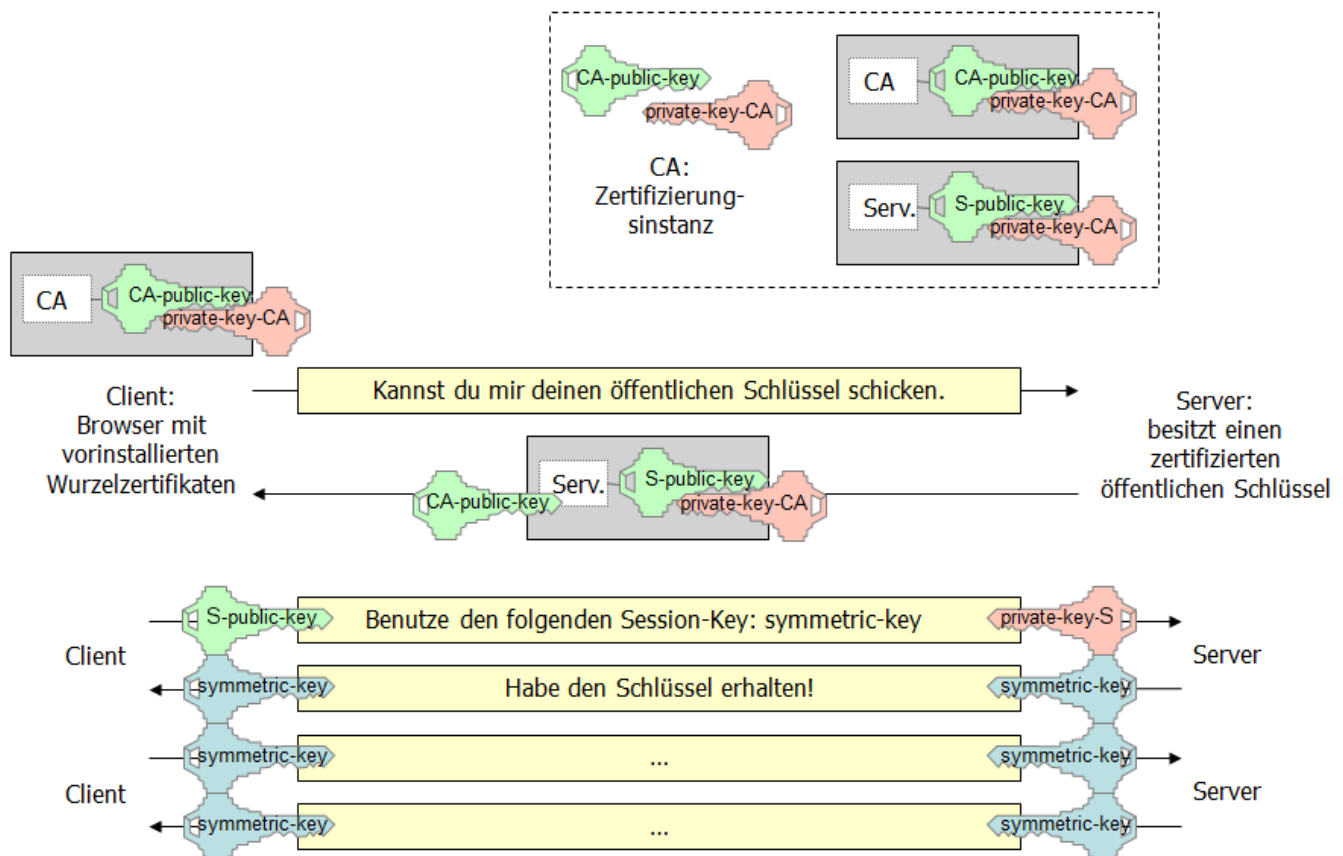 CA-public-key
private-key-CA
CA:
Zertifizierung-
sinstanz
CA
CA-public-key
private-key-CA
Serv.
S-public-key
private-key-CA
CA
CA-public-key
private-key-CA
Client:
Browser mit
vorinstallierten
Wurzelzertifikaten
Kannst du mir deinen öffentlichen Schlüssel schicken.
Server:
besitzt einen
zertifizierten
öffentlichen Schlüssel
CA-public-key
Serv.
S-public-key
private-key-CA
Client
S-public-key
Benutze den folgenden Session-Key: symmetric-key
private-key-S
Server
symmetric-key
Habe den Schlüssel erhalten!
symmetric-key
Client
symmetric-key
...
symmetric-key
Server
symmetric-key
...
symmetric-key